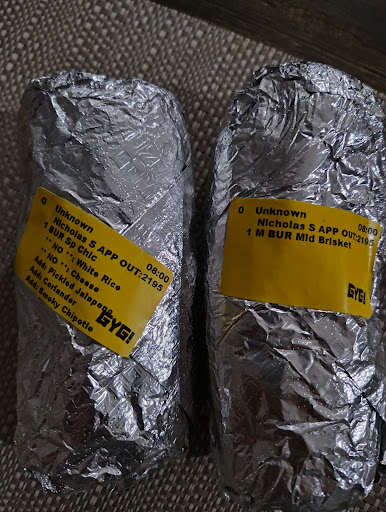 0 Unknown 08:00
Nicholas S APP OUT:2195
1 BUR Sp Chic
** NO **; White Rice
** NO **; Cheese
Add: Pickled Jalapeno
Add: Coriander
Add: Smoky Chipotle
GYG!
0 Unknown 08:00
Nicholas S APP OUT:2195
1 M BUR Mld Brisket
GYG!